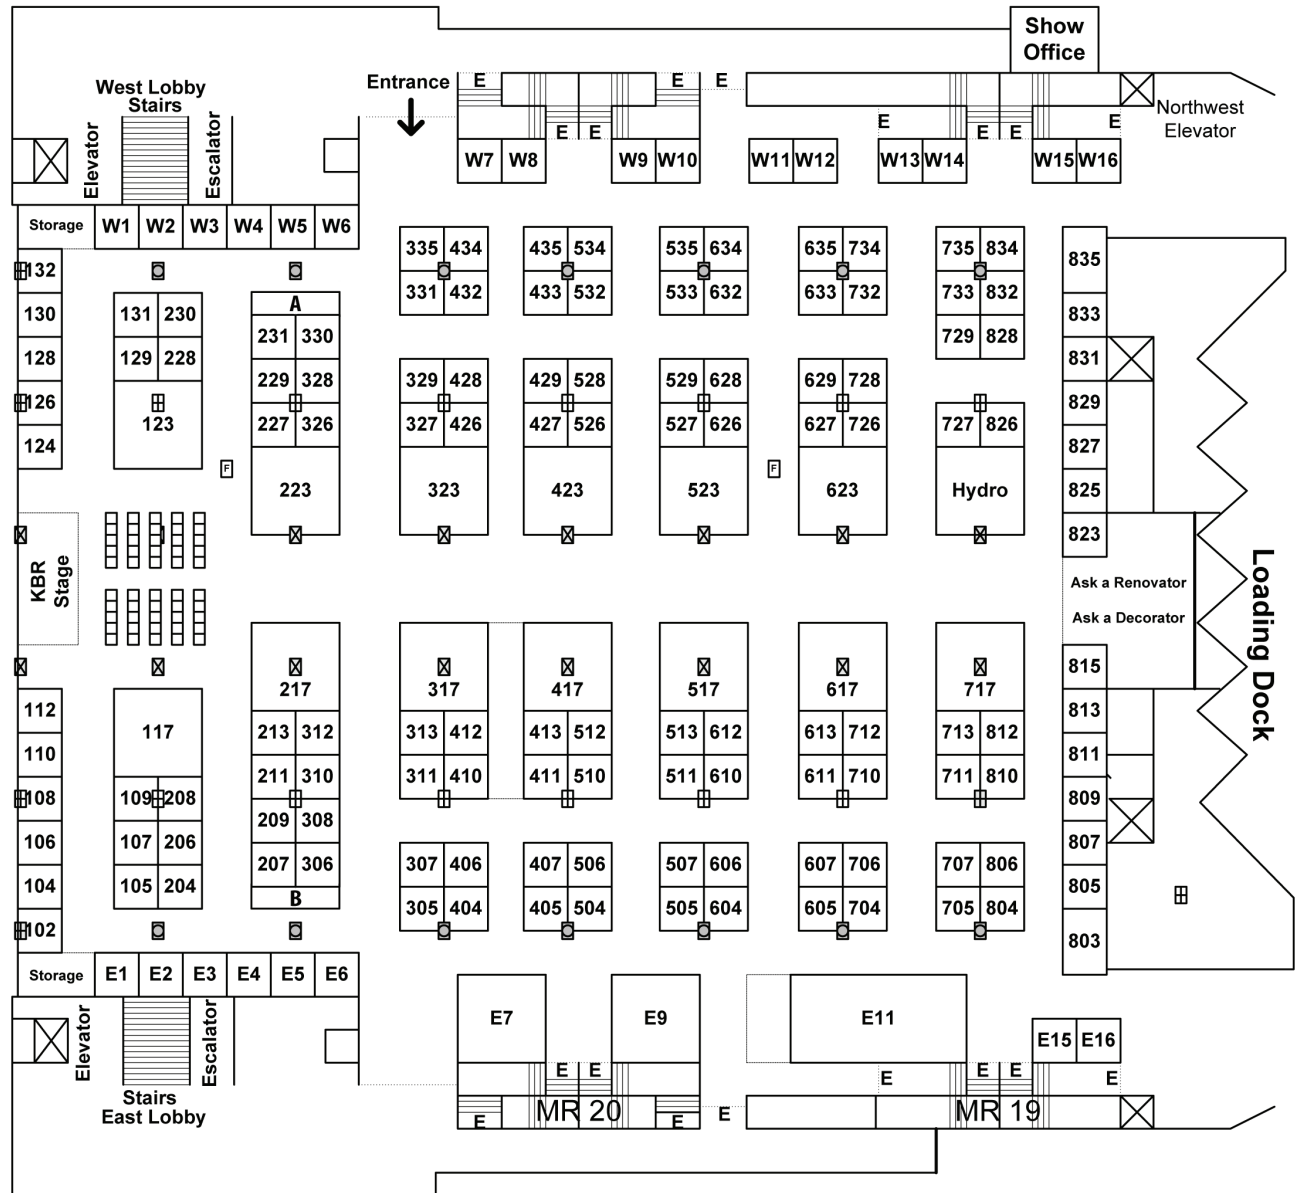 Show
Office
West Lobby
Stairs
Entrance
E
E
E
Northwest
Elevator
Elevator
Escalator
E
E
E
E
E
E
W7 W8 W9 W10 W11 W12 W13 W14 W15 W16
Storage W1 W2 W3 W4 W5 W6
335 434 435 534 535 634 635 734 735 834 835
132
331 432 433 532 533 632 633 732 733 832
130 131 230 A 833
231 330 729 828
128 129 228 831
229 328 329 428 429 528 529 628 629 728
126 829
123 227 326 327 426 427 526 527 626 627 726 727 826
124 827
F F
223 323 423 523 623 Hydro 825
823
KBR
Stage
Ask a Renovator
Ask a Decorator
Loading Dock
815
217 317 417 517 617 717
112 813
117 213 312 313 412 413 512 513 612 613 712 713 812
110 811
211 310 311 410 411 510 511 610 611 710 711 810
108 109 208 809
209 308
106 107 206 807
207 306 307 406 407 506 507 606 607 706 707 806
104 105 204 805
B 305 404 405 504 505 604 605 704 705 804
102 803
Storage E1 E2 E3 E4 E5 E6
E7 E9 E11
E15 E16
Elevator
Escalator
E
E
E
E
E
E
Stairs
East Lobby
MR 20
MR 19
E
E
E